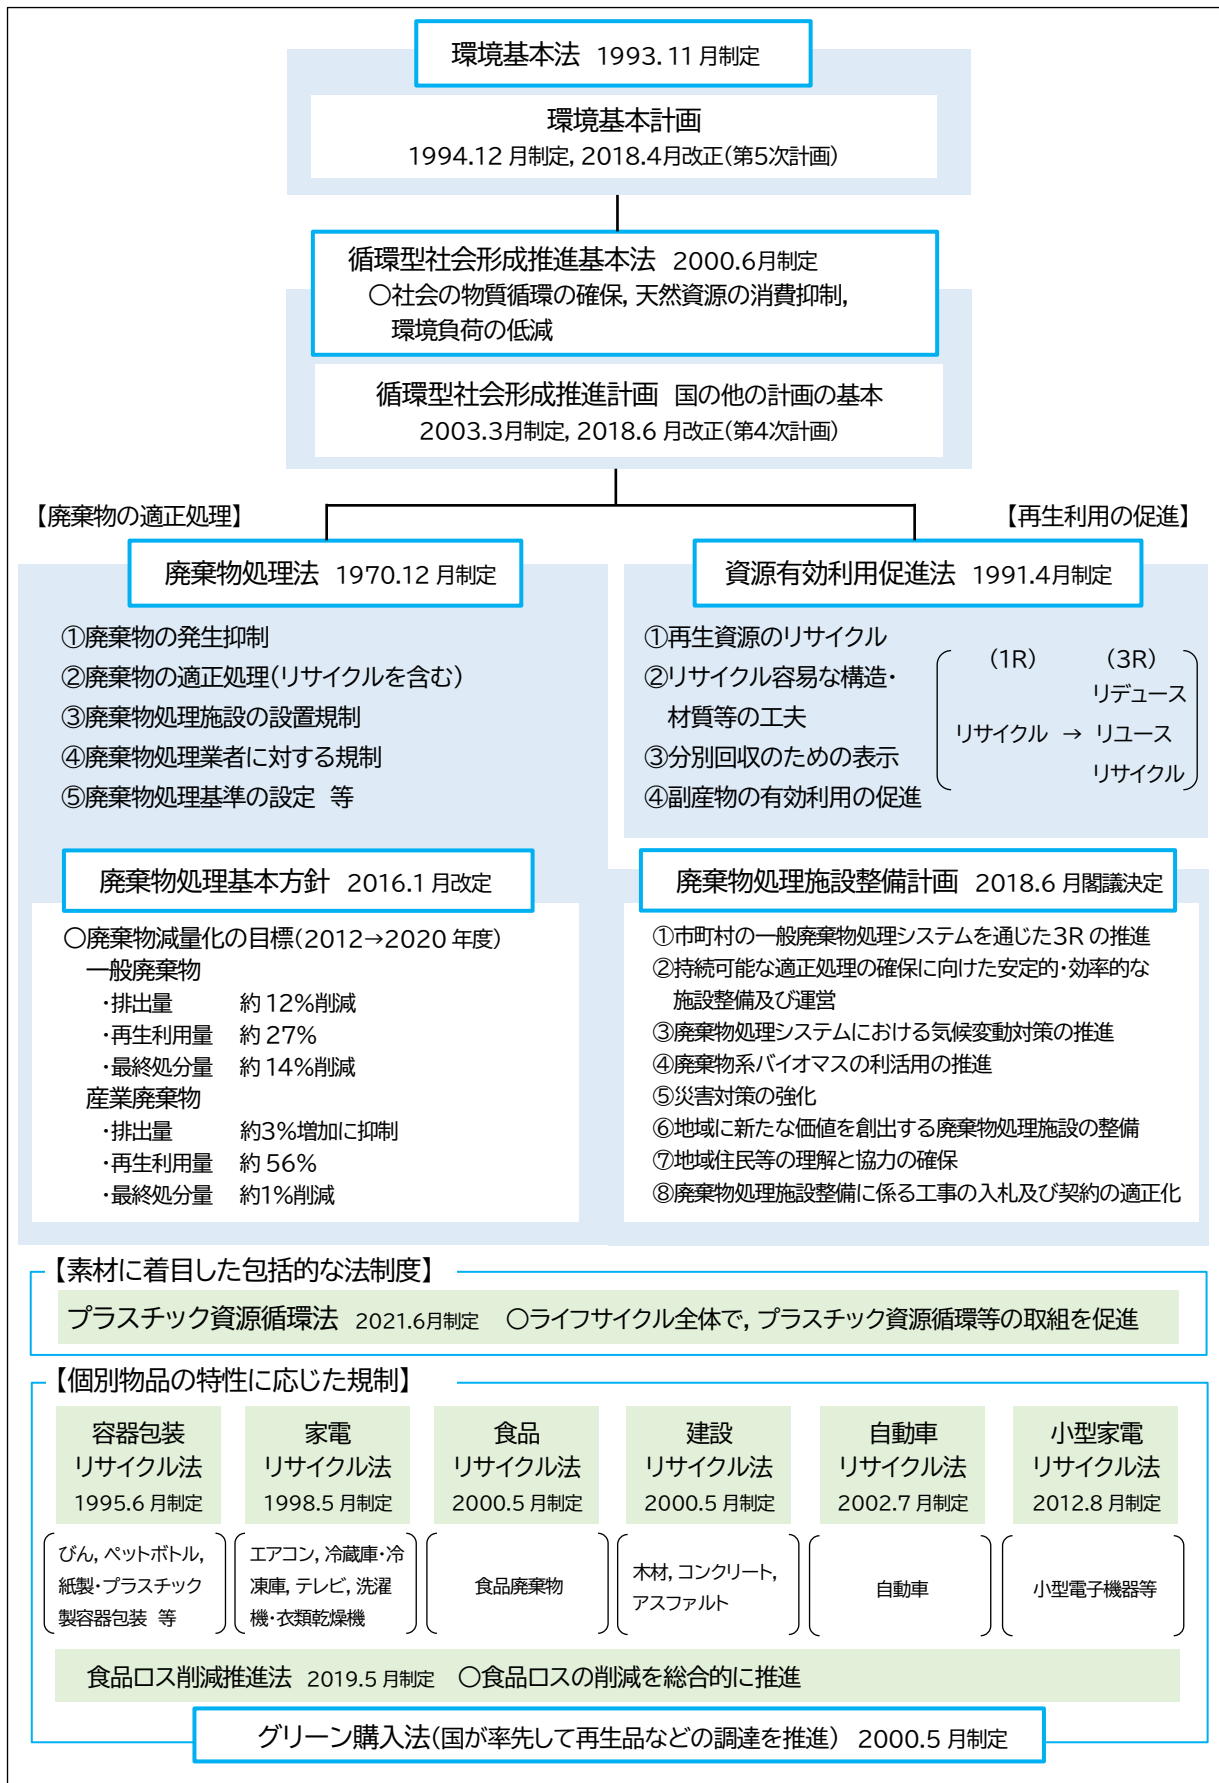 環境基本法 1993.11月制定
環境基本計画
1994.12月制定, 2018.4月改正(第5次計画)
循環型社会形成推進基本法 2000.6月制定
○社会の物質循環の確保, 天然資源の消費抑制,
環境負荷の低減
循環型社会形成推進計画 国の他の計画の基本
2003.3月制定, 2018.6月改正(第4次計画)
【廃棄物の適正処理】
廃棄物処理法 1970.12月制定
①廃棄物の発生抑制
②廃棄物の適正処理(リサイクルを含む)
③廃棄物処理施設の設置規制
④廃棄物処理業者に対する規制
⑤廃棄物処理基準の設定 等
【再生利用の促進】
資源有効利用促進法 1991.4月制定
①再生資源のリサイクル
②リサイクル容易な構造・
材質等の工夫
③分別回収のための表示
④副産物の有効利用の促進
(1R) (3R)
リデュース
リサイクル → リユース
リサイクル
廃棄物処理基本方針 2016.1月改定
○廃棄物減量化の目標(2012→2020年度)
一般廃棄物
・排出量 約12%削減
・再生利用量 約27%
・最終処分量 約14%削減
産業廃棄物
・排出量 約3%増加に抑制
・再生利用量 約56%
・最終処分量 約1%削減
廃棄物処理施設整備計画 2018.6月閣議決定
①市町村の一般廃棄物処理システムを通じた3Rの推進
②持続可能な適正処理の確保に向けた安定的・効率的な
施設整備及び運営
③廃棄物処理システムにおける気候変動対策の推進
④廃棄物系バイオマスの利活用の推進
⑤災害対策の強化
⑥地域に新たな価値を創出する廃棄物処理施設の整備
⑦地域住民等の理解と協力の確保
⑧廃棄物処理施設整備に係る工事の入札及び契約の適正化
【素材に着目した包括的な法制度】
プラスチック資源循環法 2021.6月制定 ○ライフサイクル全体で, プラスチック資源循環等の取組を促進
【個別物品の特性に応じた規制】
容器包装
リサイクル法
1995.6月制定
びん, ペットボトル,
紙製・プラスチック
製容器包装 等
家電
リサイクル法
1998.5月制定
エアコン, 冷蔵庫・冷
凍庫, テレビ, 洗濯
機・衣類乾燥機
食品
リサイクル法
2000.5月制定
食品廃棄物
建設
リサイクル法
2000.5月制定
木材, コンクリート,
アスファルト
自動車
リサイクル法
2002.7月制定
自動車
小型家電
リサイクル法
2012.8月制定
小型電子機器等
食品ロス削減推進法 2019.5月制定 ○食品ロスの削減を総合的に推進
グリーン購入法(国が率先して再生品などの調達を推進) 2000.5月制定